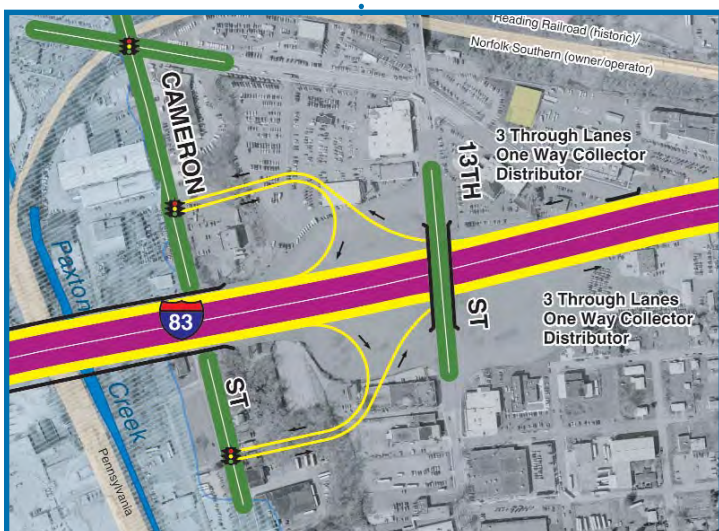 Reading Railroad (historic)/
Norfolk Southern (owner/operator)
CAMERON
13TH
3 Through Lanes
One Way Collector
Distributor
Paxton
83
3 Through Lanes
One Way Collector
Distributor
ST
ST
Creek
Pennsylvania